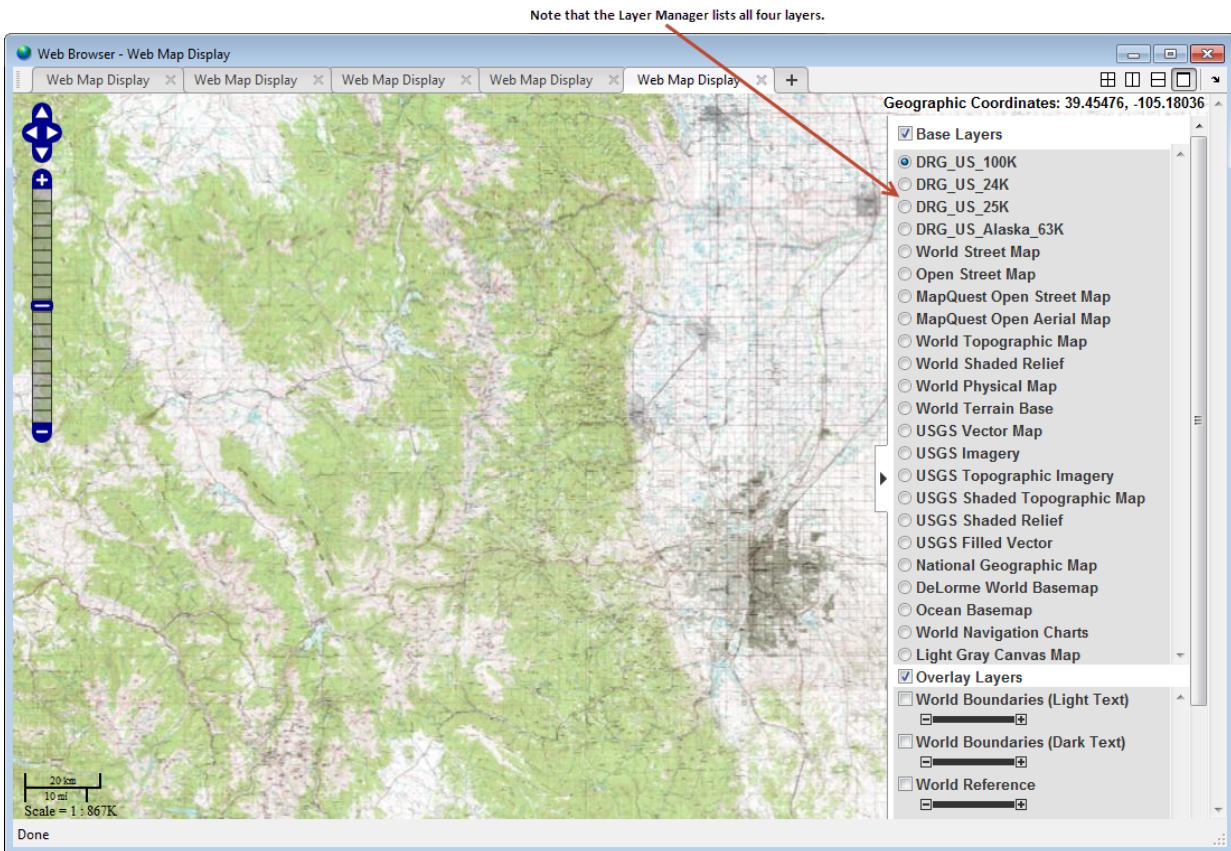 Note that the Layer Manager lists all four layers.
Web Browser - Web Map Display
Web Map Display
Web Map Display
Web Map Display
Web Map Display
Web Map Display
Geographic Coordinates: 39.45476, -105.18036
Base Layers
DRG_US_100K
DRG_US_24K
DRG_US_25K
DRG_US_Alaska_63K
World Street Map
Open Street Map
MapQuest Open Street Map
MapQuest Open Aerial Map
World Topographic Map
World Shaded Relief
World Physical Map
World Terrain Base
USGS Vector Map
USGS Imagery
USGS Topographic Imagery
USGS Shaded Topographic Map
USGS Shaded Relief
USGS Filled Vector
National Geographic Map
DeLorme World Basemap
Ocean Basemap
World Navigation Charts
Light Gray Canvas Map
Overlay Layers
World Boundaries (Light Text)
World Boundaries (Dark Text)
World Reference
20 km
10 mi
Scale = 1 : 867K
Done